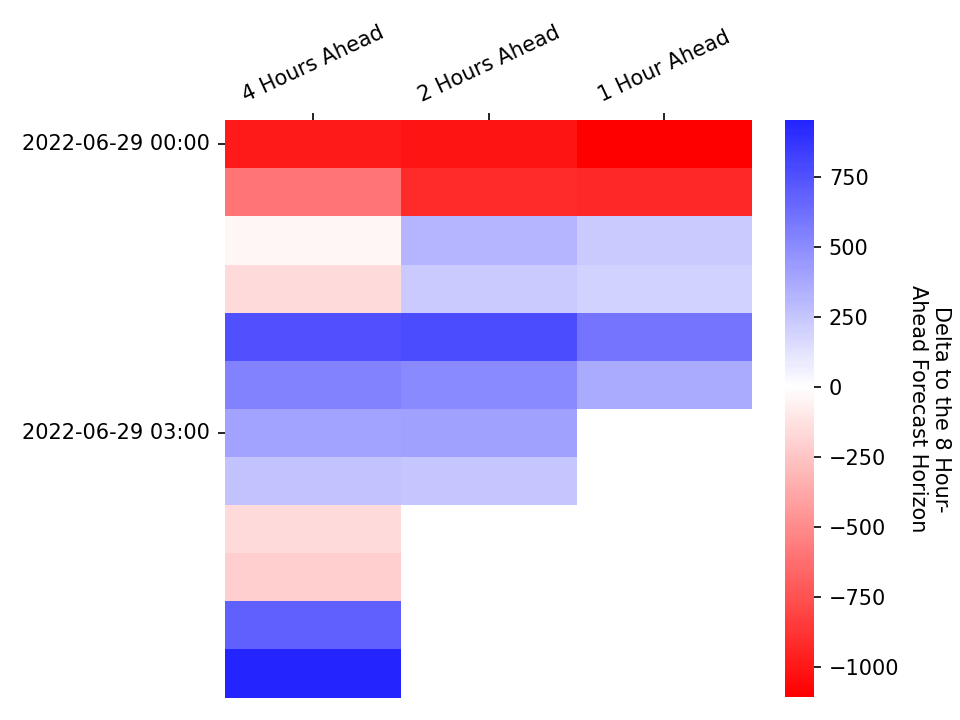 4 Hours Ahead
2 Hours Ahead
1 Hour Ahead
2022-06-29 00:00
2022-06-29 03:00
750
500
250
0
−250
−500
−750
−1000
Delta to the 8 Hour-
Ahead Forecast Horizon